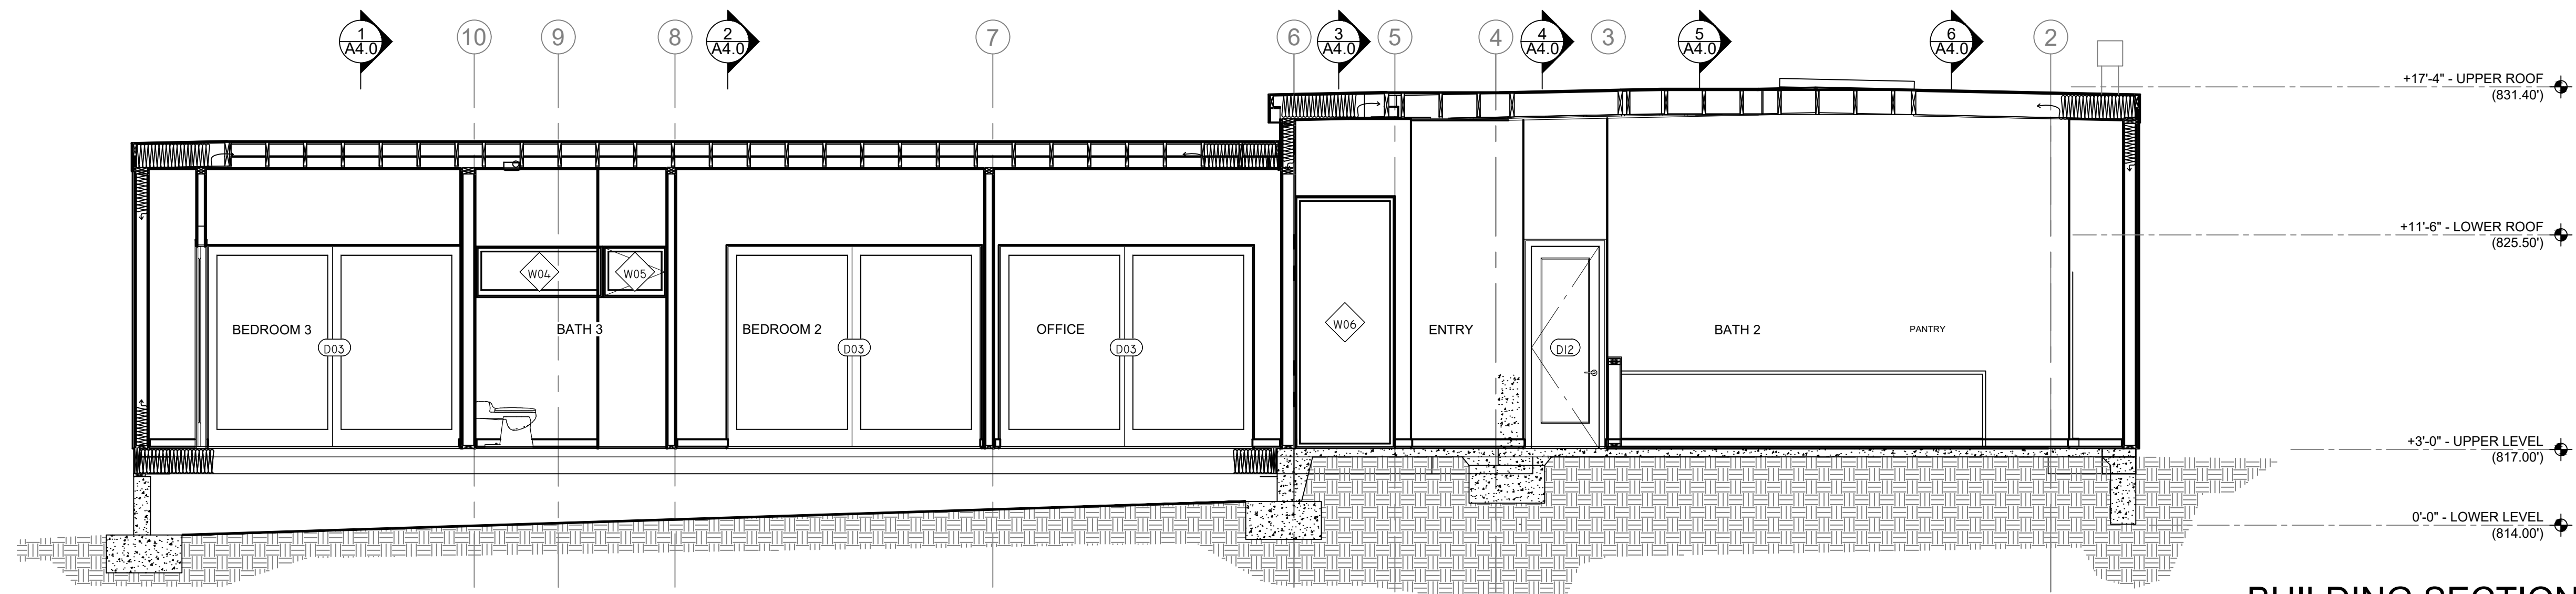 1
A4.0
10
9
8
2
A4.0
7
6
3
A4.0
5
4
4
A4.0
3
5
A4.0
6
A4.0
2
+17'-4" - UPPER ROOF
(831.40')
+11'-6" - LOWER ROOF
(825.50')
W04
W05
BEDROOM 3
BATH 3
BEDROOM 2
OFFICE
W06
ENTRY
BATH 2
PANTRY
D03
D03
D03
D12
+3'-0" - UPPER LEVEL
(817.00')
0'-0" - LOWER LEVEL
(814.00')
BUILDING SECTION